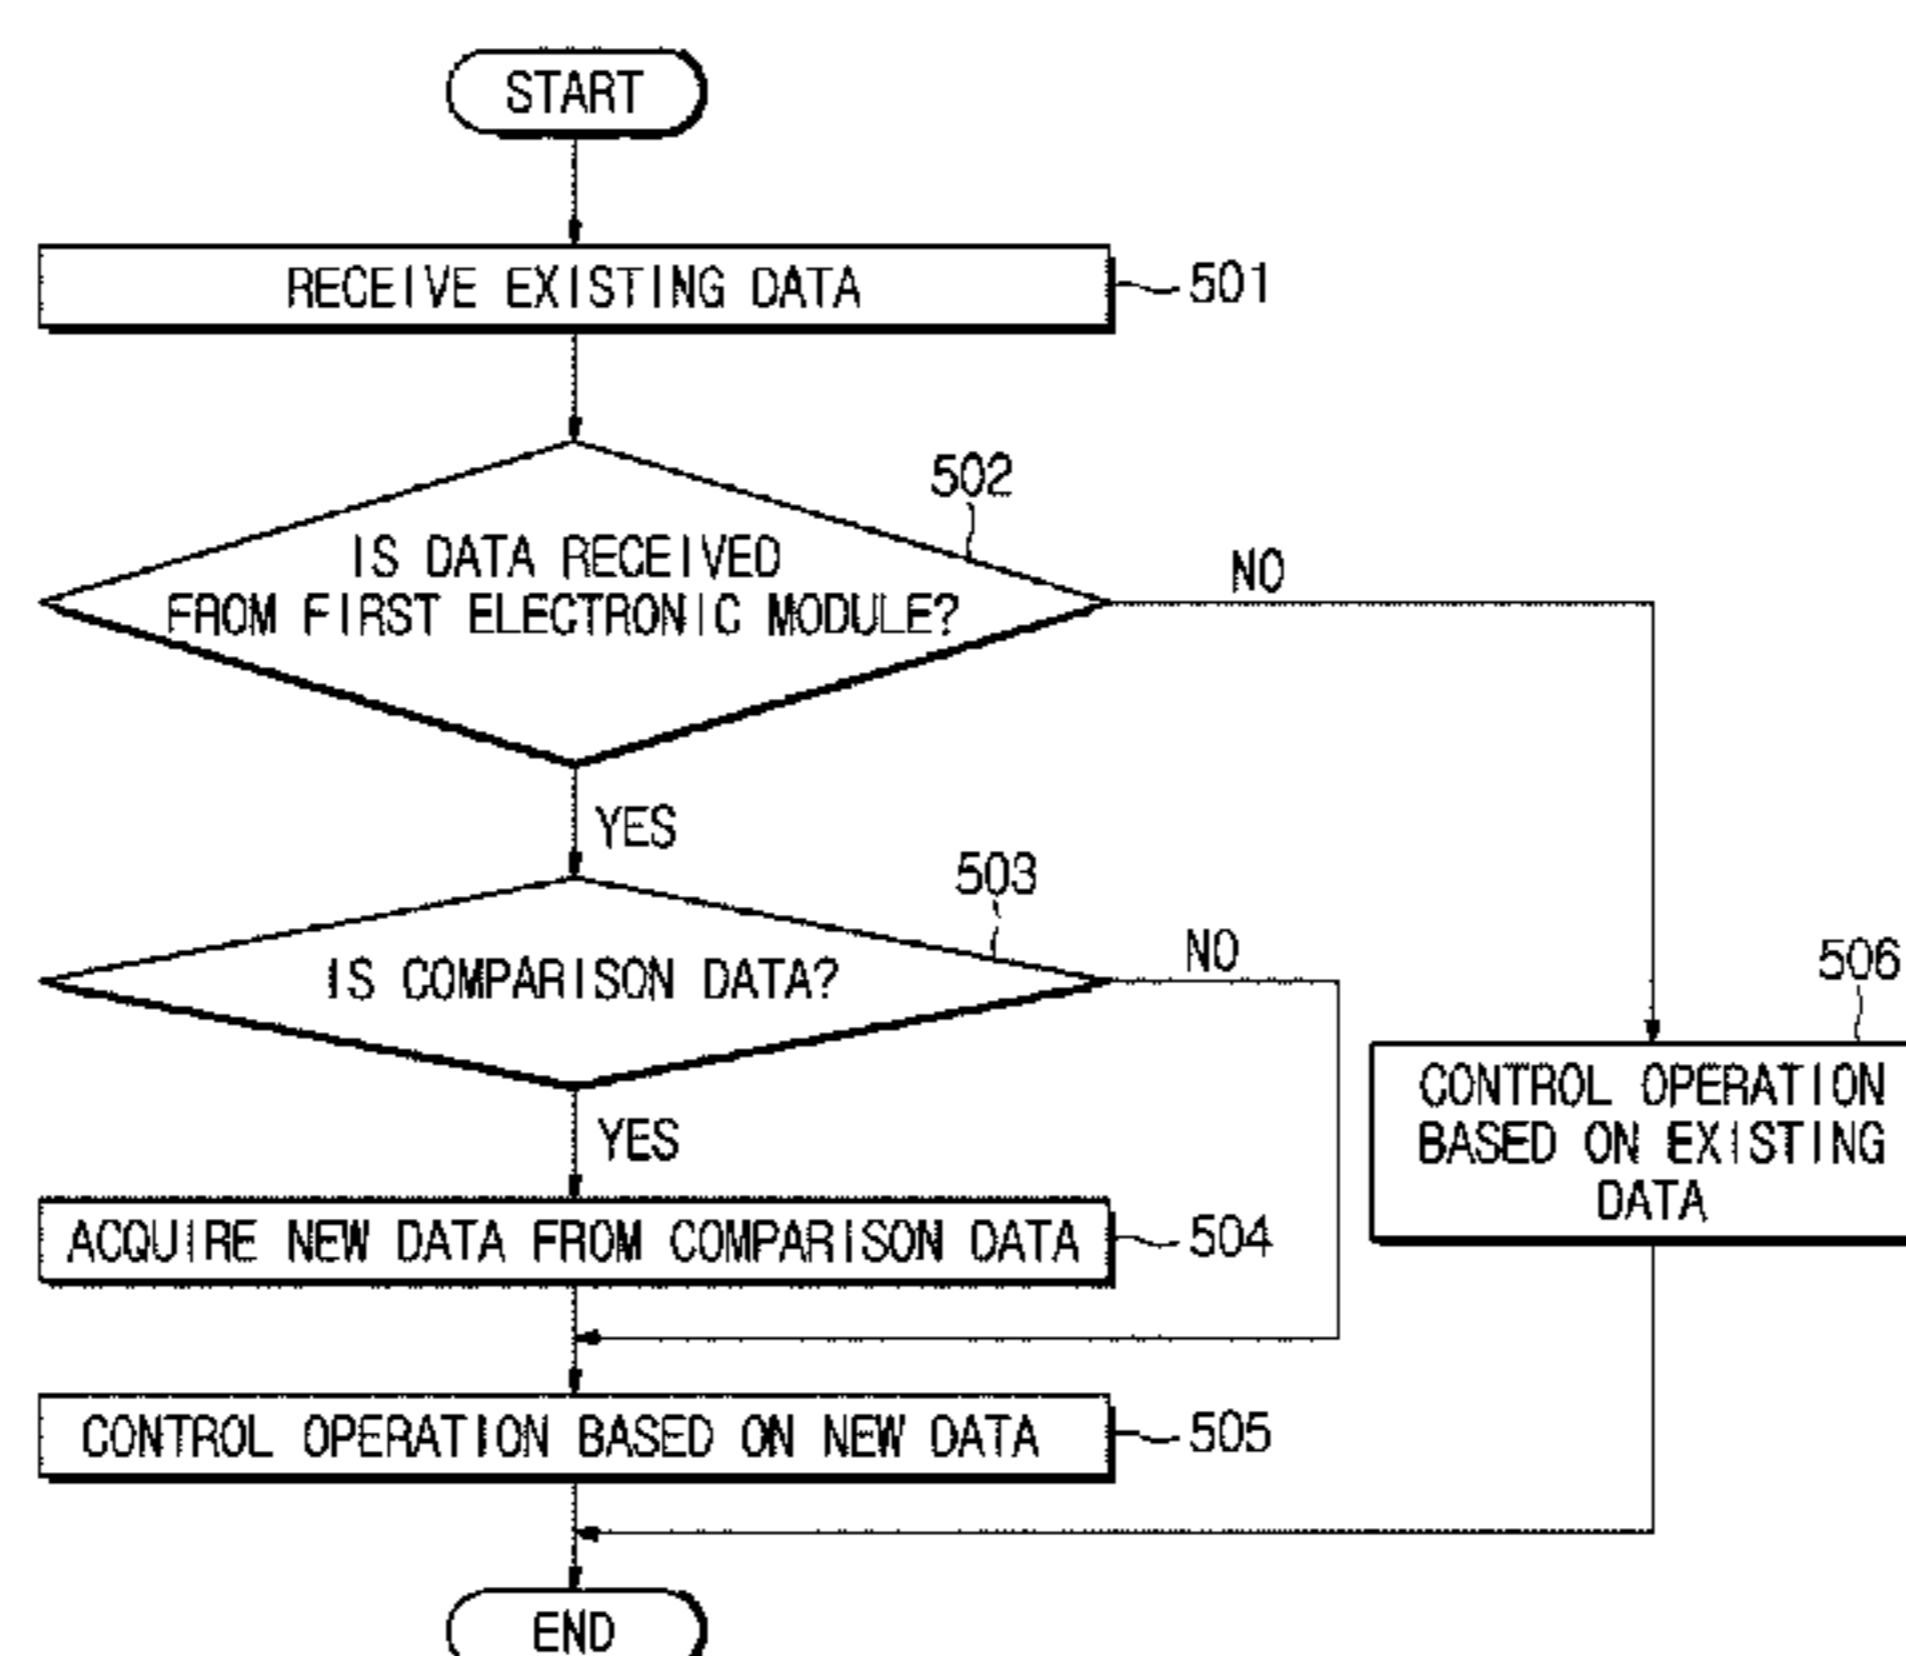 START
RECEIVE EXISTING DATA
501
502
IS DATA RECEIVED
FROM FIRST ELECTRONIC MODULE?
NO
YES
503
IS COMPARISON DATA?
NO
506
CONTROL OPERATION
BASED ON EXISTING
DATA
YES
ACQUIRE NEW DATA FROM COMPARISON DATA
504
CONTROL OPERATION BASED ON NEW DATA
505
END